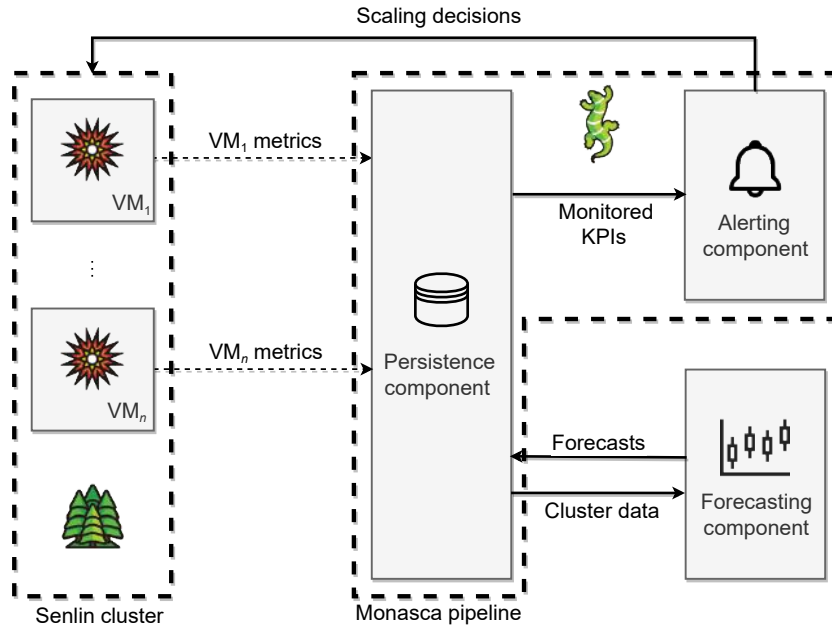 Scaling decisions
VM1 metrics
VM1
Monitored
KPIs
Alerting
component
⋮
VMn metrics
VMn
Persistence
component
Forecasts
Cluster data
Forecasting
component
Senlin cluster
Monasca pipeline